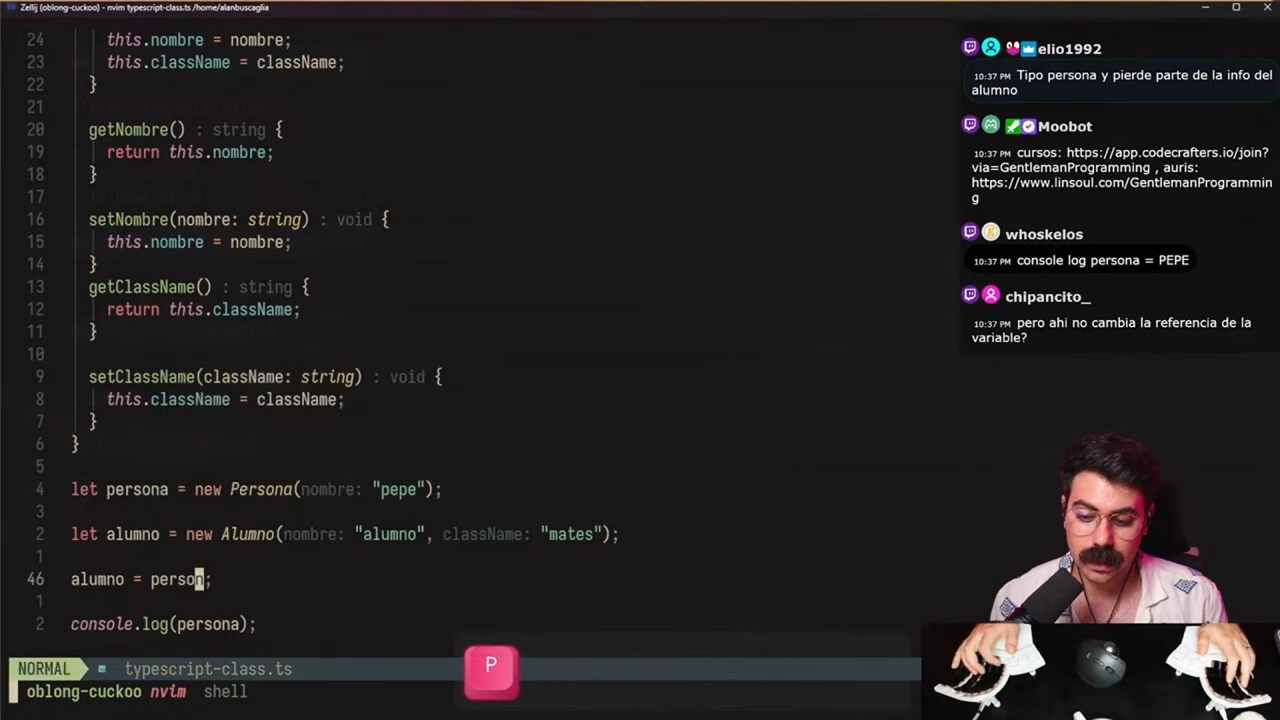 Zellij (oblong-cuckoo) - nvim typescript-class.ts /home/alanbuscaglia
24 this.nombre = nombre;
23 this.className = className;
22 }
21
20 getNombre() : string {
19 return this.nombre;
18 }
17
16 setNombre(nombre: string) : void {
15 this.nombre = nombre;
14 }
13 getClassName() : string {
12 return this.className;
11 }
10
9 setClassName(className: string) : void {
8 this.className = className;
7 }
6 }
5
4 let persona = new Persona(nombre: "pepe");
3
2 let alumno = new Alumno(nombre: "alumno", className: "mates");
1
46 alumno = person;
1
2 console.log(persona);
NORMAL typescript-class.ts
oblong-cuckoo nvim shell
P
elio1992
10:37 PM Tipo persona y pierde parte de la info del
alumno
Moobot
10:37 PM cursos: https://app.codecrafters.io/join?
via=GentlemanProgramming , auris:
https://www.linsoul.com/GentlemanProgrammin
g
whoskelos
10:37 PM console log persona = PEPE
chipancito_
10:37 PM pero ahi no cambia la referencia de la
variable?